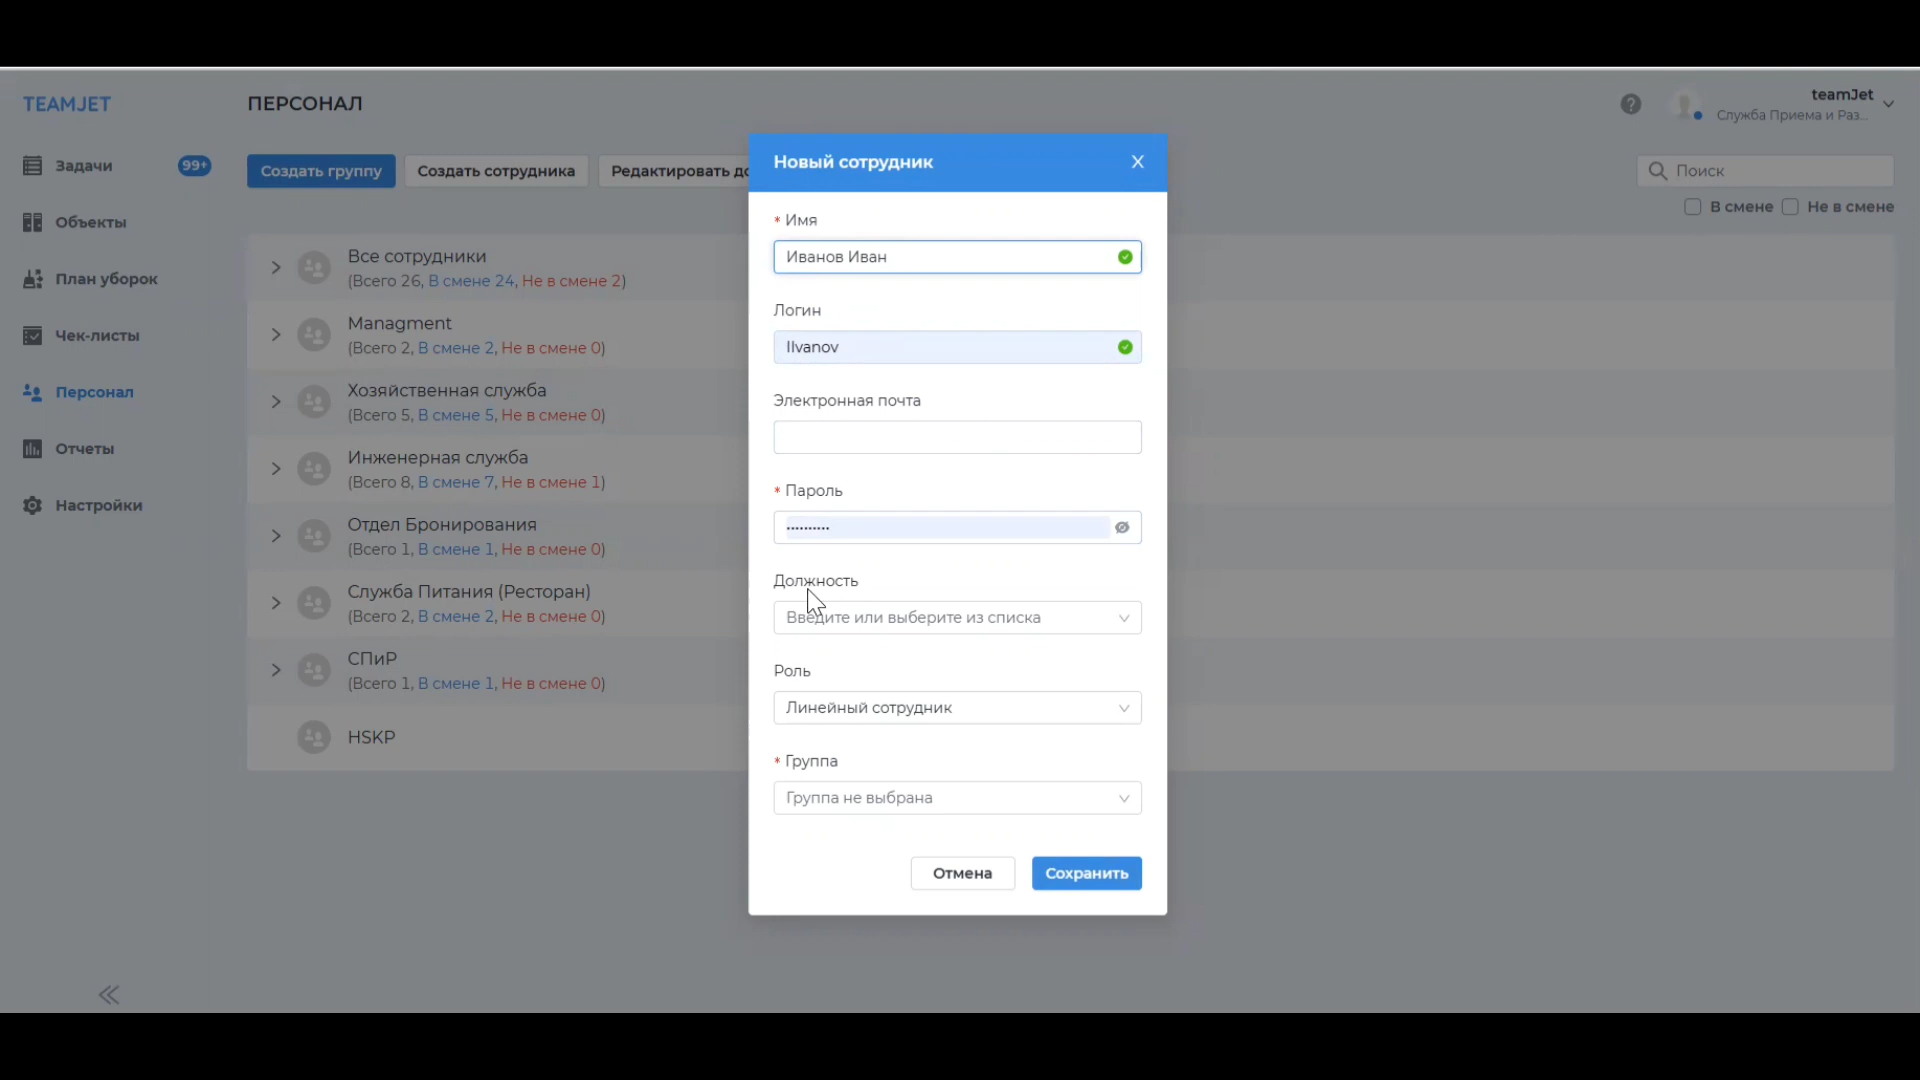 TEAMJET
ПЕРСОНАЛ
teamJet
Служба Приема и Раз...
Задачи
99+
Объекты
План уборок
Чек-листы
Персонал
Отчеты
Настройки
Создать группу
Создать сотрудника
Редактировать до
Поиск
В смене
Не в смене
Все сотрудники
(Всего 26, В смене 24, Не в смене 2)
Managment
(Всего 2, В смене 2, Не в смене 0)
Хозяйственная служба
(Всего 5, В смене 5, Не в смене 0)
Инженерная служба
(Всего 8, В смене 7, Не в смене 1)
Отдел Бронирования
(Всего 1, В смене 1, Не в смене 0)
Служба Питания (Ресторан)
(Всего 2, В смене 2, Не в смене 0)
СПиР
(Всего 1, В смене 1, Не в смене 0)
HSKP
Новый сотрудник
* Имя
Иванов Иван
Логин
IIvanov
Электронная почта
* Пароль
••••••••••
Должность
Введите или выберите из списка
Роль
Линейный сотрудник
* Группа
Группа не выбрана
Отмена
Сохранить